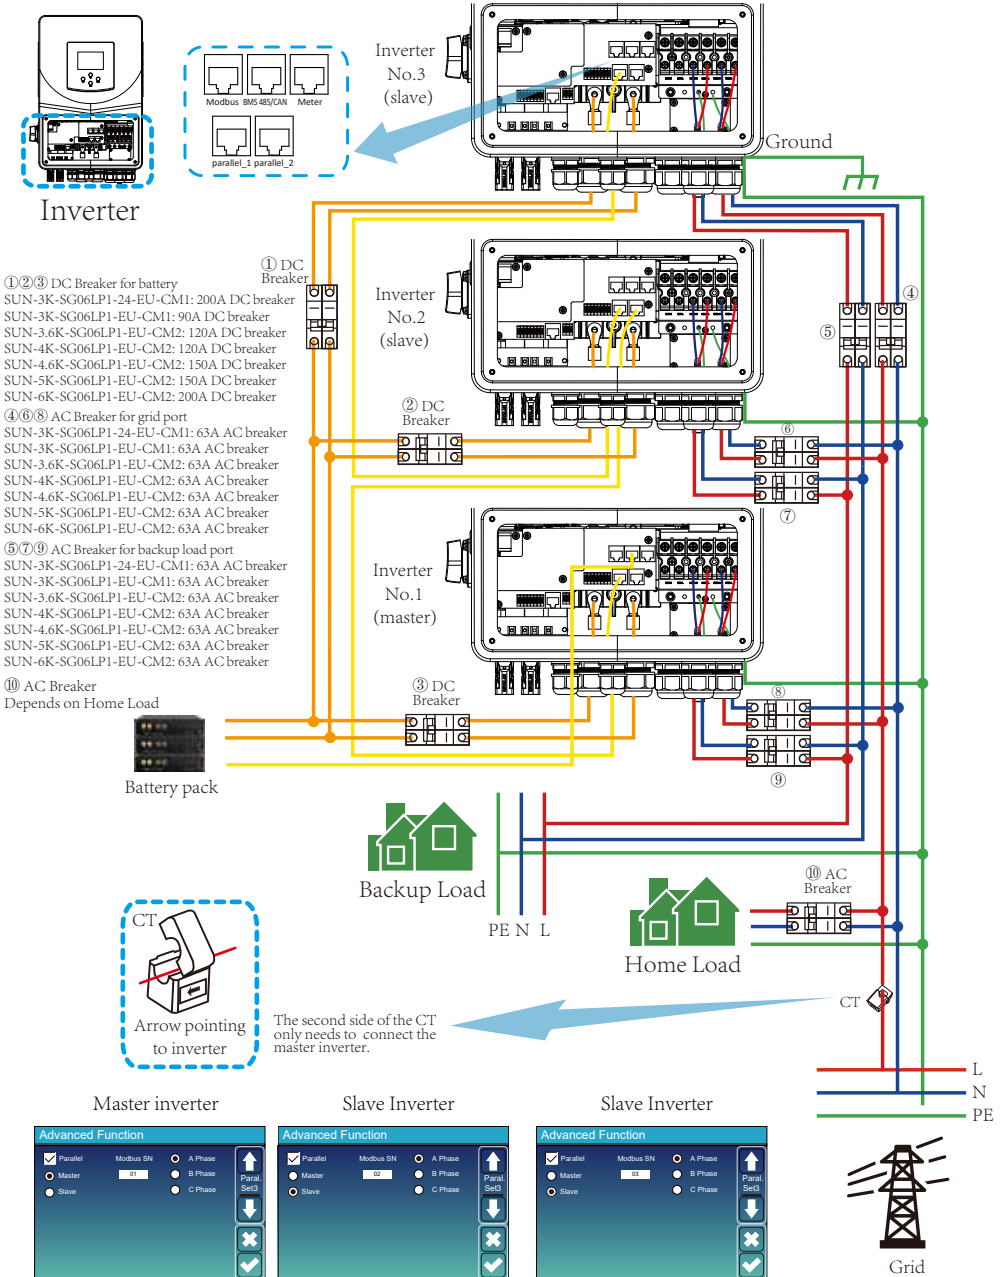 Inverter
Modbus BMS 485/CAN Meter
parallel_1 parallel_2
Inverter
No.3
(slave)
Ground
① DC
Breaker
①②③ DC Breaker for battery
SUN-3K-SG06LP1-24-EU-CM1: 200A DC breaker
SUN-3K-SG06LP1-EU-CM1: 90A DC breaker
SUN-3.6K-SG06LP1-EU-CM2: 120A DC breaker
SUN-4K-SG06LP1-EU-CM2: 120A DC breaker
SUN-4.6K-SG06LP1-EU-CM2: 150A DC breaker
SUN-5K-SG06LP1-EU-CM2: 150A DC breaker
SUN-6K-SG06LP1-EU-CM2: 200A DC breaker
④⑥⑧ AC Breaker for grid port
SUN-3K-SG06LP1-24-EU-CM1: 63A AC breaker
SUN-3K-SG06LP1-EU-CM1: 63A AC breaker
SUN-3.6K-SG06LP1-EU-CM2: 63A AC breaker
SUN-4K-SG06LP1-EU-CM2: 63A AC breaker
SUN-4.6K-SG06LP1-EU-CM2: 63A AC breaker
SUN-5K-SG06LP1-EU-CM2: 63A AC breaker
SUN-6K-SG06LP1-EU-CM2: 63A AC breaker
⑤⑦⑨ AC Breaker for backup load port
SUN-3K-SG06LP1-24-EU-CM1: 63A AC breaker
SUN-3K-SG06LP1-EU-CM1: 63A AC breaker
SUN-3.6K-SG06LP1-EU-CM2: 63A AC breaker
SUN-4K-SG06LP1-EU-CM2: 63A AC breaker
SUN-4.6K-SG06LP1-EU-CM2: 63A AC breaker
SUN-5K-SG06LP1-EU-CM2: 63A AC breaker
SUN-6K-SG06LP1-EU-CM2: 63A AC breaker
⑩ AC Breaker
Depends on Home Load
Inverter
No.2
(slave)
④
⑤
② DC
Breaker
⑥
⑦
Inverter
No.1
(master)
③ DC
Breaker
⑧
⑨
Battery pack
Backup Load
PE N L
⑩ AC
Breaker
Home Load
CT
Arrow pointing
to inverter
The second side of the CT
only needs to connect the
master inverter.
CT
L
N
PE
Grid
Master inverter
Advanced Function
Parallel Modbus SN A Phase
Master 01 B Phase
Slave C Phase
Paral.
Set3
Slave Inverter
Advanced Function
Parallel Modbus SN A Phase
Master 02 B Phase
Slave C Phase
Paral.
Set3
Slave Inverter
Advanced Function
Parallel Modbus SN A Phase
Master 03 B Phase
Slave C Phase
Paral.
Set3